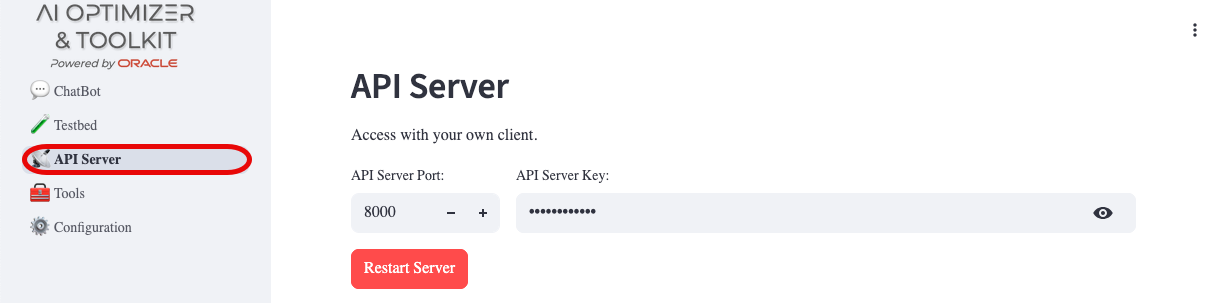 AI OPTIMIZER
& TOOLKIT
Powered by ORACLE
ChatBot
Testbed
API Server
Tools
Configuration
API Server
Access with your own client.
API Server Port:
API Server Key:
8000
••••••••••••
Restart Server